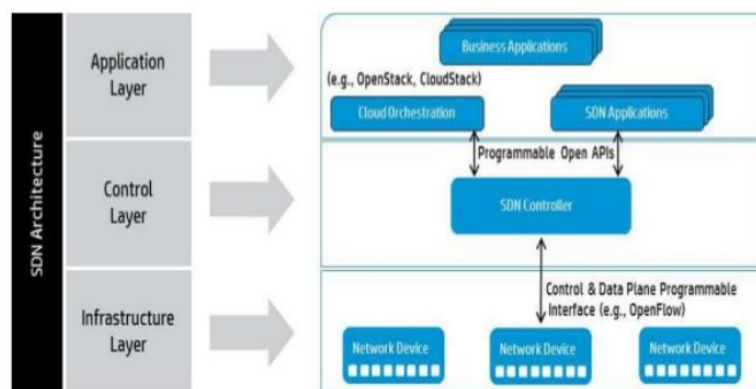 SDN Architecture
Application
Layer
Business Applications
(e.g., OpenStack, CloudStack)
Cloud Orchestration
SDN Applications
Programmable Open APIs
Control
Layer
SDN Controller
Control & Data Plane Programmable
Interface (e.g., OpenFlow)
Infrastructure
Layer
Network Device
Network Device
Network Device